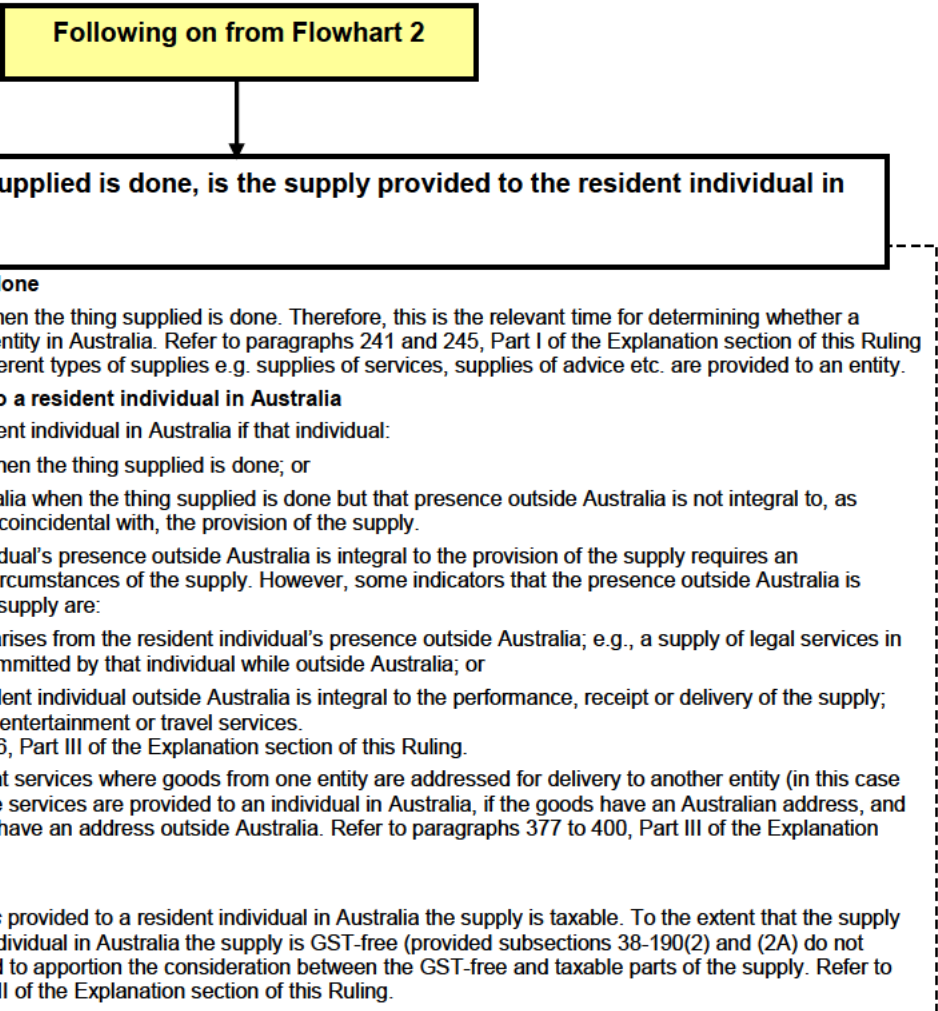 Following on from Flowchart 2
upplied is done, is the supply provided to the resident individual in
lone
hen the thing supplied is done. Therefore, this is the relevant time for determining whether a
entity in Australia. Refer to paragraphs 241 and 245, Part I of the Explanation section of this Ruling
erent types of supplies e.g. supplies of services, supplies of advice etc. are provided to an entity.
o a resident individual in Australia
ent individual in Australia if that individual:
hen the thing supplied is done; or
alia when the thing supplied is done but that presence outside Australia is not integral to, as
coincidental with, the provision of the supply.
idual's presence outside Australia is integral to the provision of the supply requires an
rcumstances of the supply. However, some indicators that the presence outside Australia is
supply are:
arises from the resident individual's presence outside Australia; e.g., a supply of legal services in
mmitted by that individual while outside Australia; or
dent individual outside Australia is integral to the performance, receipt or delivery of the supply;
entertainment or travel services.
6, Part III of the Explanation section of this Ruling.
nt services where goods from one entity are addressed for delivery to another entity (in this case
e services are provided to an individual in Australia, if the goods have an Australian address, and
have an address outside Australia. Refer to paragraphs 377 to 400, Part III of the Explanation
s provided to a resident individual in Australia the supply is taxable. To the extent that the supply
dividual in Australia the supply is GST-free (provided subsections 38-190(2) and (2A) do not
d to apportion the consideration between the GST-free and taxable parts of the supply. Refer to
II of the Explanation section of this Ruling.